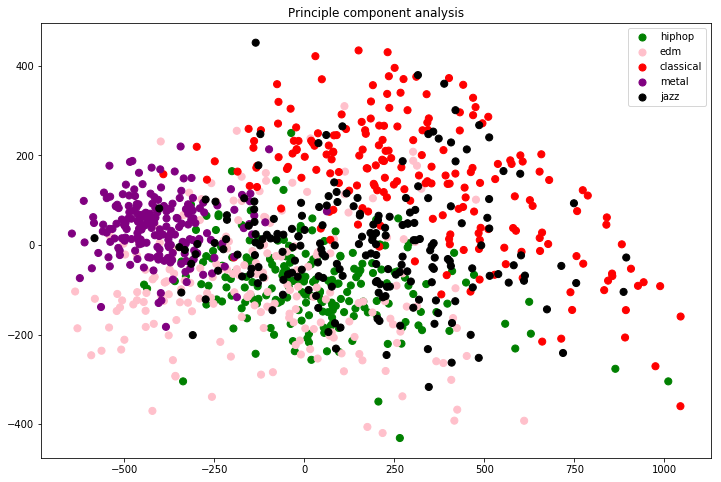 Principle component analysis
hiphop
edm
classical
metal
jazz
400
200
0
−200
−400
−500
−250
0
250
500
750
1000